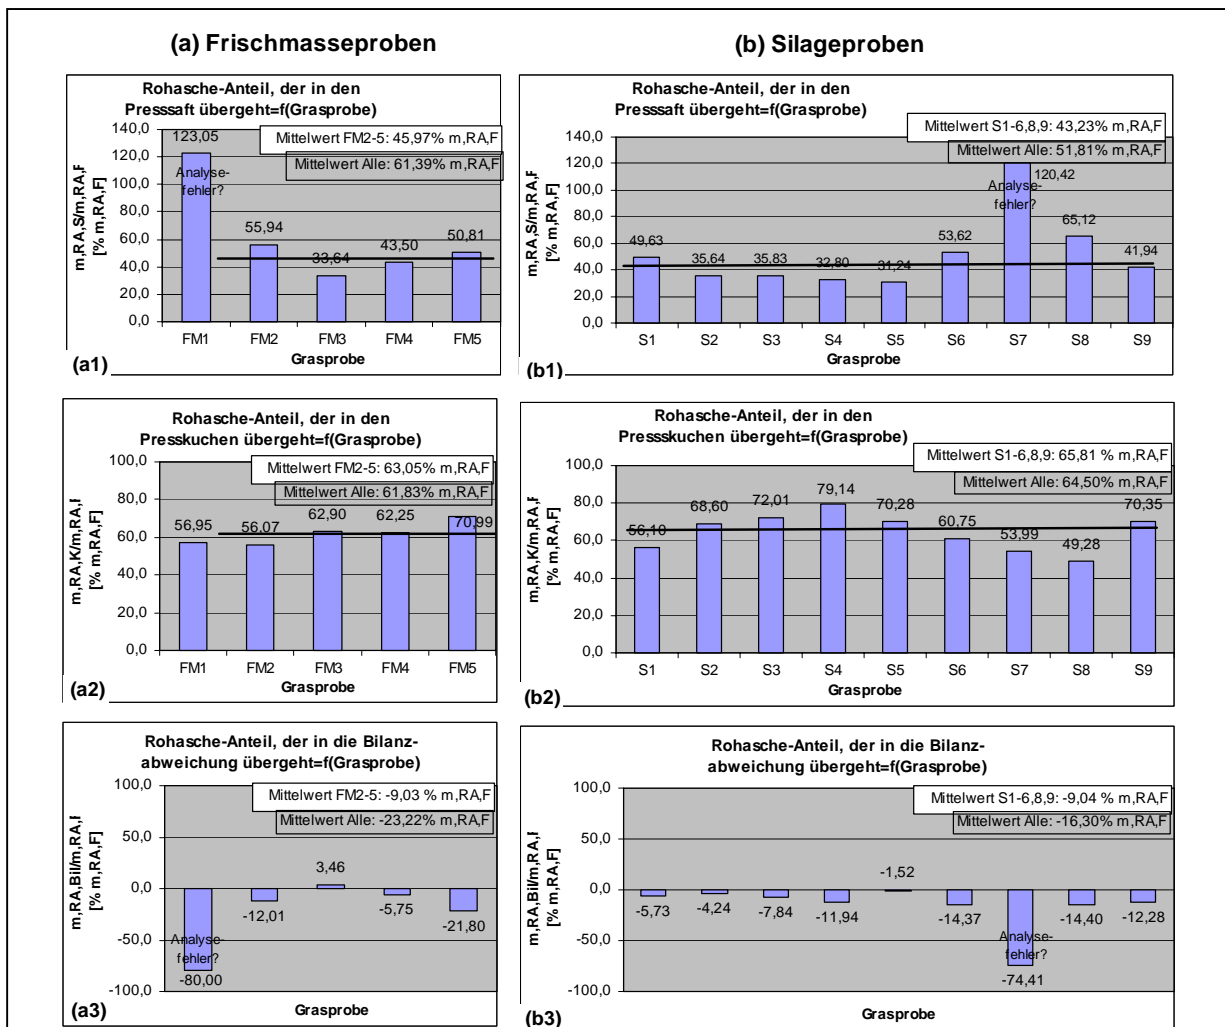 (a) Frischmasseproben
(b) Silageproben
Rohasche-Anteil, der in den
Presssaft übergeht=f(Grasprobe)
Mittelwert FM2-5: 45,97% m,RA,F
Mittelwert Alle: 61,39% m,RA,F
m,RA,S/m,RA,F
[% m,RA,F]
140,0
120,0
100,0
80,0
60,0
40,0
20,0
0,0
123,05
Analyse-
fehler?
55,94
33,64
43,50
50,81
FM1 FM2 FM3 FM4 FM5
Grasprobe
(a1)
Rohasche-Anteil, der in den
Presssaft übergeht=f(Grasprobe)
Mittelwert S1-6,8,9: 43,23% m,RA,F
Mittelwert Alle: 51,81% m,RA,F
m,RA,S/m,RA,F
[% m,RA,F]
140,0
120,0
100,0
80,0
60,0
40,0
20,0
0,0
49,63
35,64
35,83
32,80
31,24
53,62
120,42
Analyse-
fehler?
65,12
41,94
S1 S2 S3 S4 S5 S6 S7 S8 S9
Grasprobe
(b1)
Rohasche-Anteil, der in den
Presskuchen übergeht=f(Grasprobe)
Mittelwert FM2-5: 63,05% m,RA,F
Mittelwert Alle: 61,83% m,RA,F
m,RA,K/m,RA,F
[% m,RA,F]
100,0
80,0
60,0
40,0
20,0
0,0
56,95
56,07
62,90
62,25
70,99
FM1 FM2 FM3 FM4 FM5
Grasprobe
(a2)
Rohasche-Anteil, der in den
Pressskuchen übergeht=f(Grasprobe)
Mittelwert S1-6,8,9: 65,81 % m,RA,F
Mittelwert Alle: 64,50% m,RA,F
m,RA,K/m,RA,F
[% m,RA,F]
100,0
80,0
60,0
40,0
20,0
0,0
56,10
68,60
72,01
79,14
70,28
60,75
53,99
49,28
70,35
S1 S2 S3 S4 S5 S6 S7 S8 S9
Grasprobe
(b2)
Rohasche-Anteil, der in die Bilanz-
abweichung übergeht=f(Grasprobe)
Mittelwert FM2-5: -9,03 % m,RA,F
Mittelwert Alle: -23,22% m,RA,F
m,RA,Bil/m,RA,F
[% m,RA,F]
100,0
50,0
0,0
-50,0
-100,0
Analyse-
fehler?
-80,00
-12,01
3,46
-5,75
-21,80
Grasprobe
(a3)
Rohasche-Anteil, der in die Bilanz-
abweichung übergeht=f(Grasprobe)
Mittelwert S1-6,8,9: -9,04 % m,RA,F
Mittelwert Alle: -16,30% m,RA,F
m,RA,Bil/m,RA,F
[% m,RA,F]
100,0
50,0
0,0
-50,0
-100,0
-5,73
-4,24
-7,84
-11,94
-1,52
-14,37
Analyse-
fehler?
-74,41
-14,40
-12,28
Grasprobe
(b3)